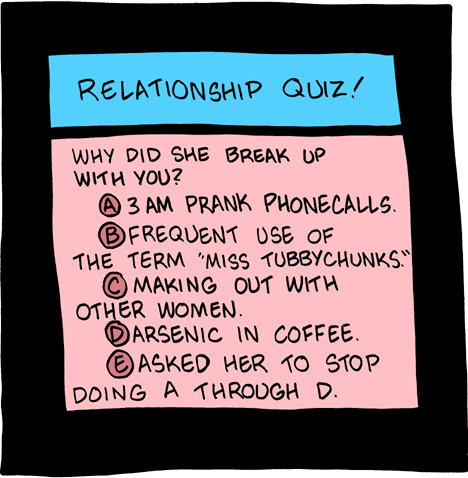 RELATIONSHIP QUIZ!
WHY DID SHE BREAK UP
WITH YOU?
A 3 AM PRANK PHONECALLS.
B FREQUENT USE OF
THE TERM "MISS TUBBYCHUNKS."
C MAKING OUT WITH
OTHER WOMEN.
D ARSENIC IN COFFEE.
E ASKED HER TO STOP
DOING A THROUGH D.